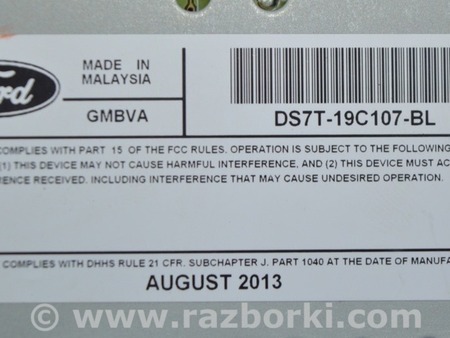 Ford
MADE IN
MALAYSIA
GMBVA
DS7T-19C107-BL
COMPLIES WITH PART 15 OF THE FCC RULES. OPERATION IS SUBJECT TO THE FOLLOWING
(1) THIS DEVICE MAY NOT CAUSE HARMFUL INTERFERENCE, AND (2) THIS DEVICE MUST AC
RENCE RECEIVED. INCLUDING INTERFERENCE THAT MAY CAUSE UNDESIRED OPERATION.
COMPLIES WITH DHHS RULE 21 CFR. SUBCHAPTER J. PART 1040 AT THE DATE OF MANUFA
AUGUST 2013
© www.razborki.com